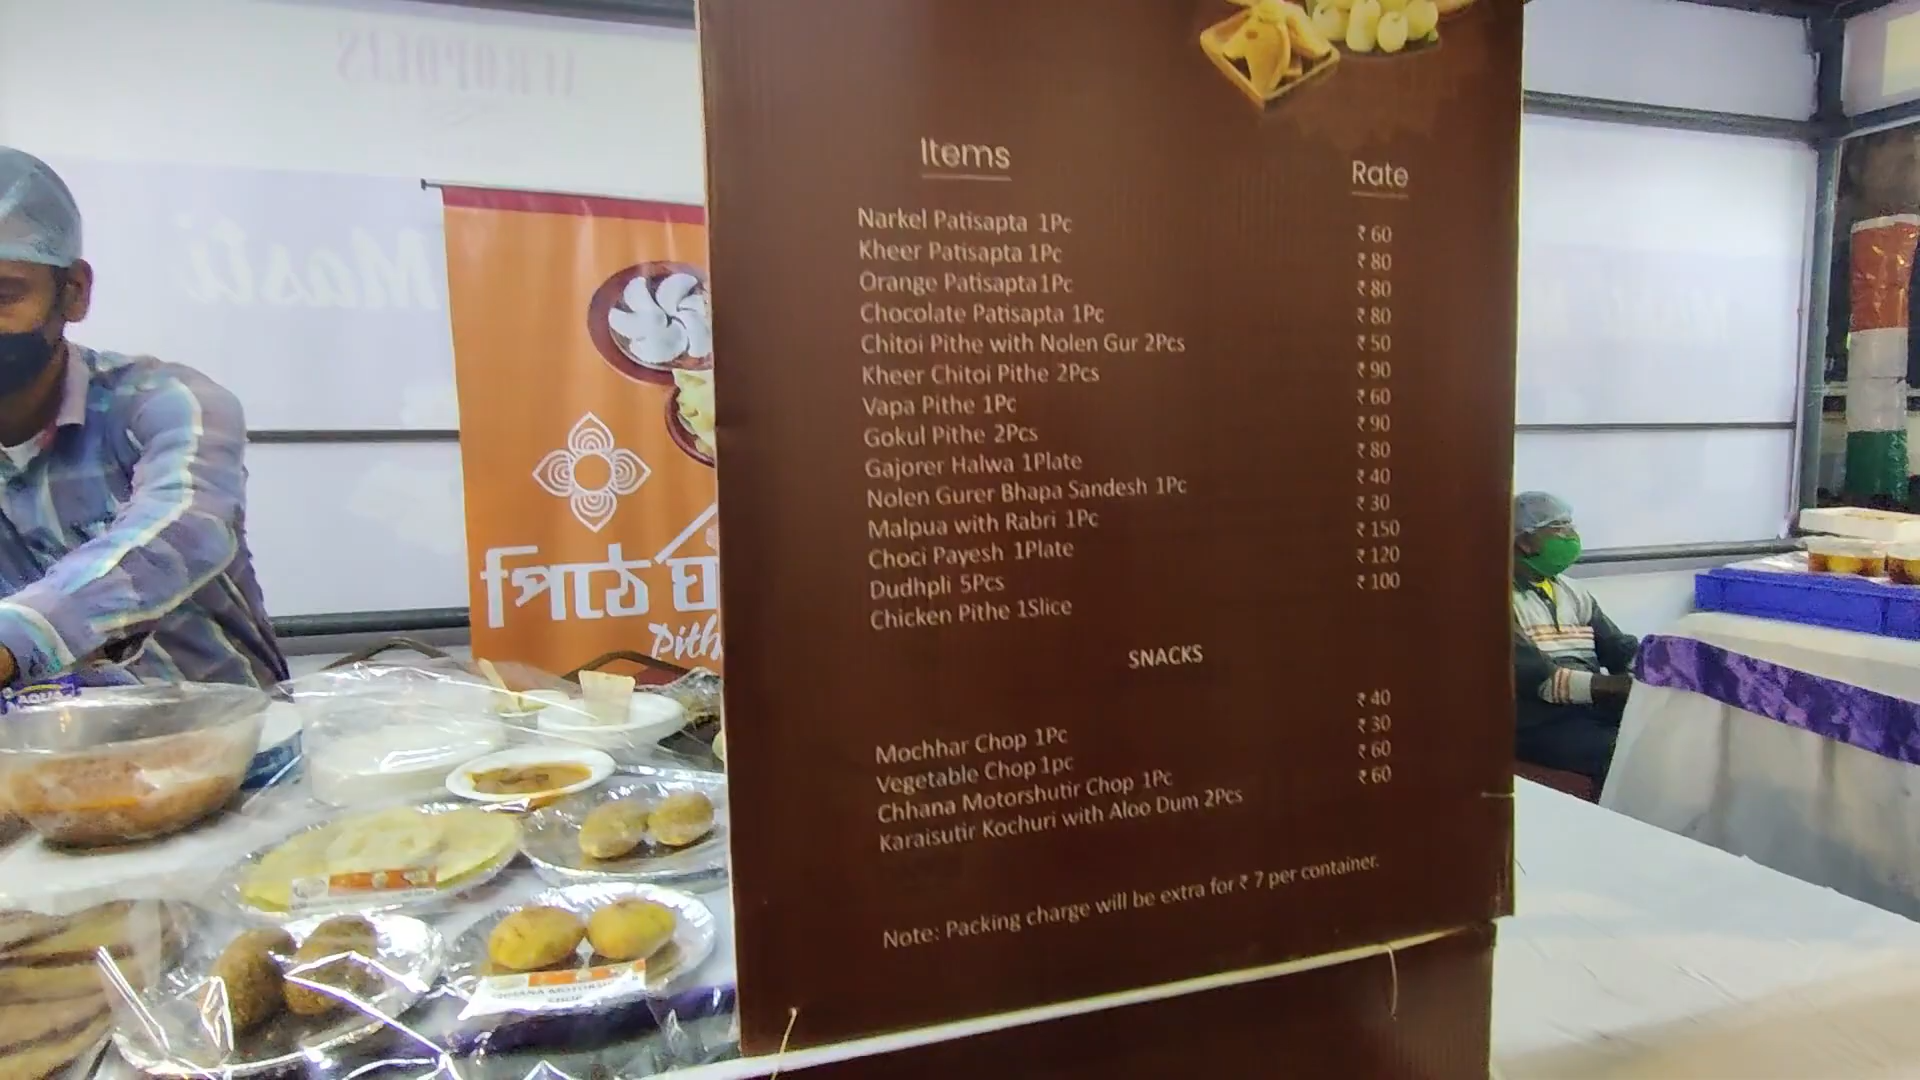 Items Rate
Narkel Patisapta 1Pc ₹ 60
Kheer Patisapta 1Pc ₹ 80
Orange Patisapta 1Pc ₹ 80
Chocolate Patisapta 1Pc ₹ 80
Chitoi Pithe with Nolen Gur 2Pcs ₹ 50
Kheer Chitoi Pithe 2Pcs ₹ 90
Vapa Pithe 1Pc ₹ 60
Gokul Pithe 2Pcs ₹ 90
Gajorer Halwa 1Plate ₹ 80
Nolen Gurer Bhapa Sandesh 1Pc ₹ 40
Malpua with Rabri 1Pc ₹ 30
Choci Payesh 1Plate ₹ 150
Dudhpli 5Pcs ₹ 120
Chicken Pithe 1Slice ₹ 100
SNACKS
Mochhar Chop 1Pc ₹ 40
Vegetable Chop 1pc ₹ 30
Chhana Motorshutir Chop 1Pc ₹ 60
Karaisutir Kochuri with Aloo Dum 2Pcs ₹ 60
Note: Packing charge will be extra for ₹ 7 per container.
পিঠে
Masti